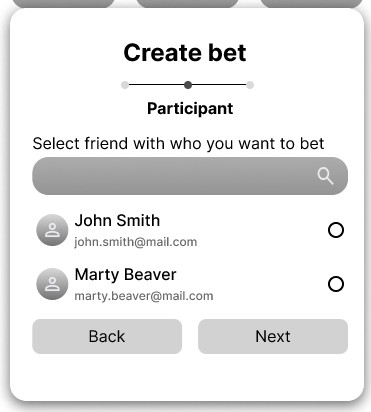 Create bet
Participant
Select friend with who you want to bet
John Smith
john.smith@mail.com
Marty Beaver
marty.beaver@mail.com
Back Next